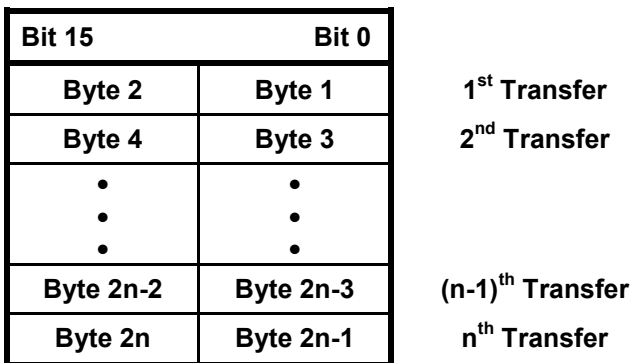 Bit 15 Bit 0
Byte 2 Byte 1 1st Transfer
Byte 4 Byte 3 2nd Transfer
• •
• •
• •
Byte 2n-2 Byte 2n-3 (n-1)th Transfer
Byte 2n Byte 2n-1 nth Transfer